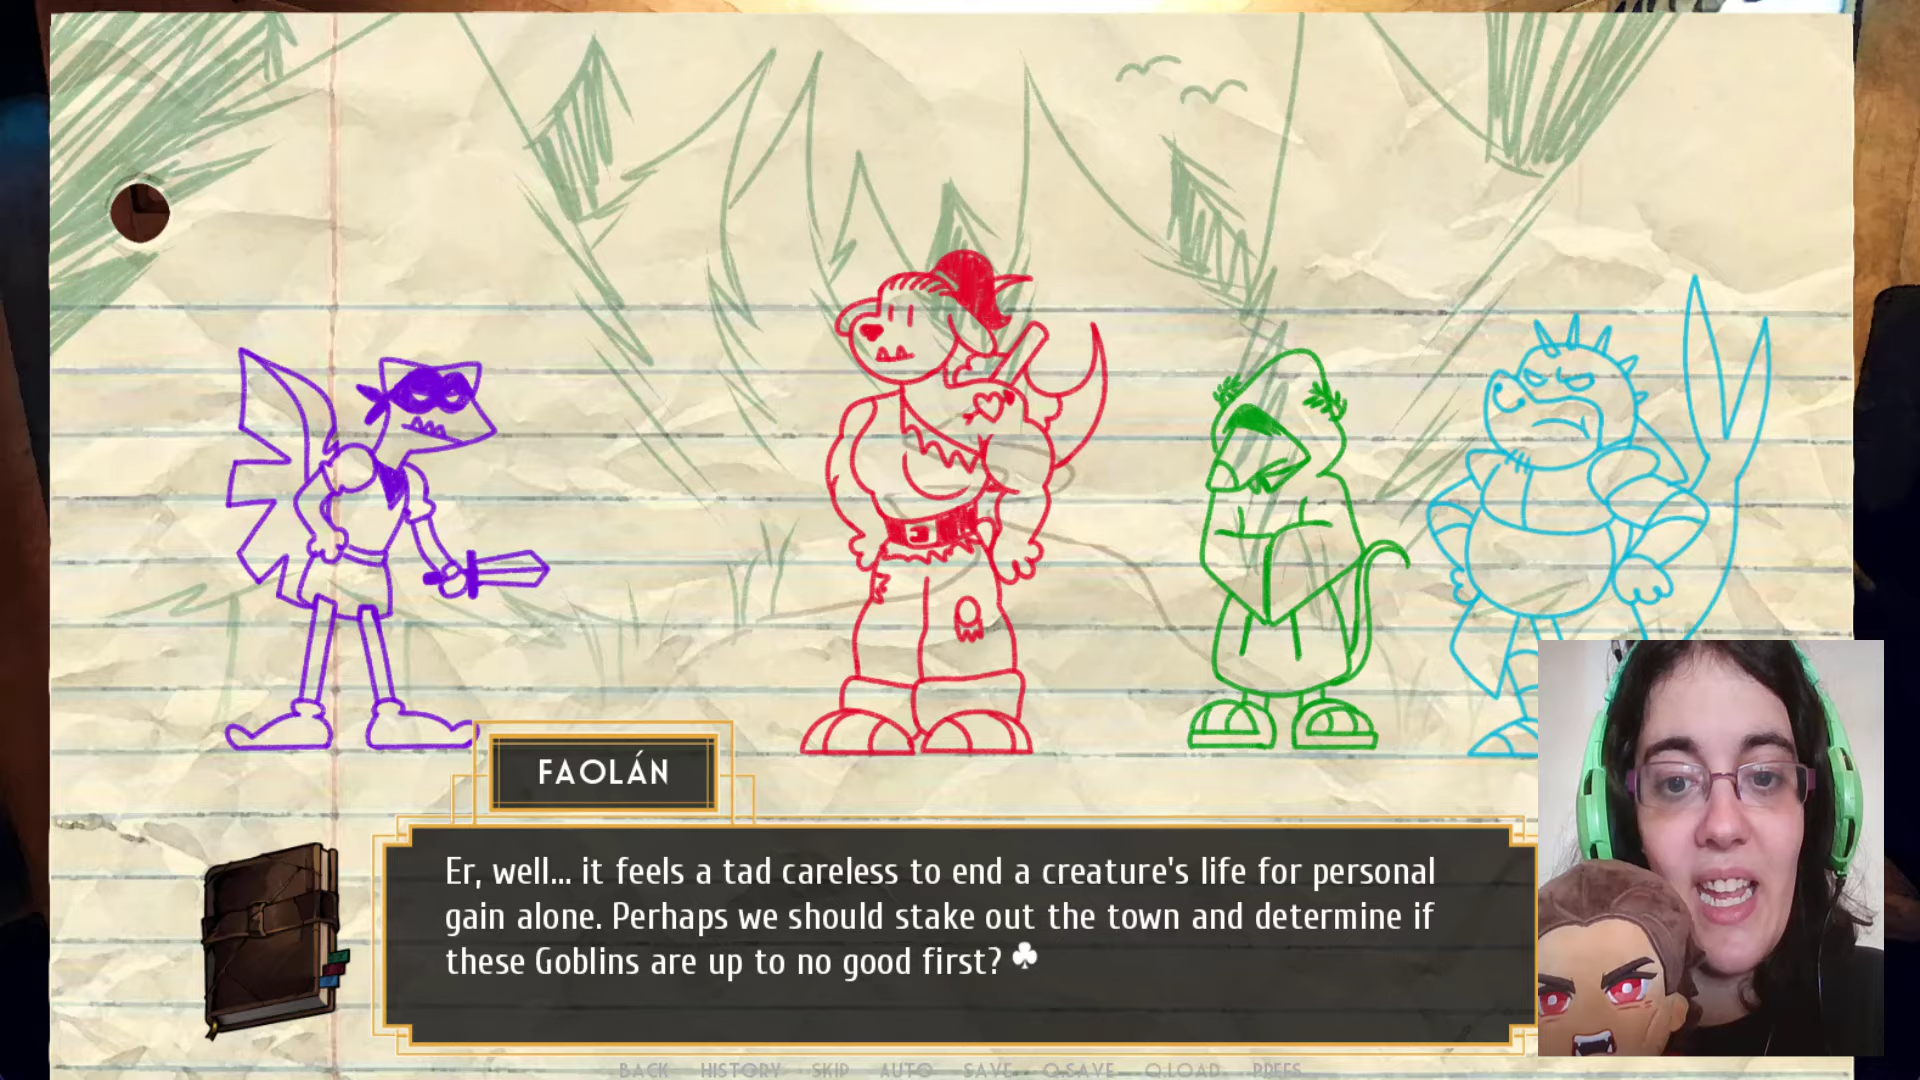 FAOLÁN
Er, well... it feels a tad careless to end a creature's life for personal
gain alone. Perhaps we should stake out the town and determine if
these Goblins are up to no good first? ♣
BACK HISTORY SKIP AUTO SAVE Q.SAVE Q.LOAD PREFS